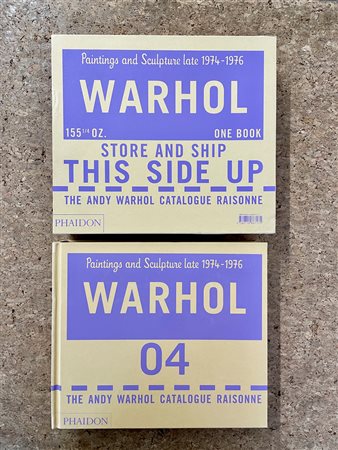 Paintings and Sculpture late 1974-1976
WARHOL
155 1/4 OZ. ONE BOOK
STORE AND SHIP
THIS SIDE UP
THE ANDY WARHOL CATALOGUE RAISONNE
PHAIDON
Paintings and Sculpture late 1974-1976
WARHOL
04
THE ANDY WARHOL CATALOGUE RAISONNE
PHAIDON